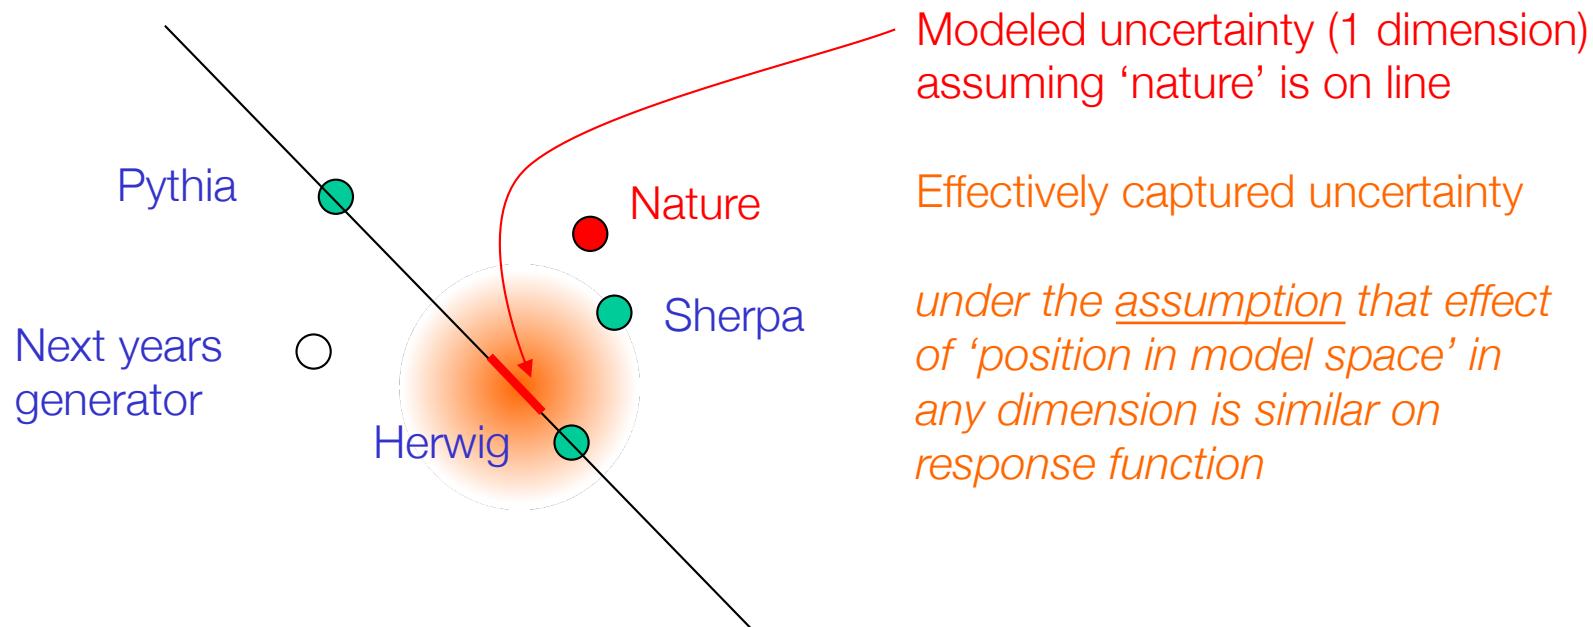 Modeled uncertainty (1 dimension)
assuming ‘nature’ is on line
Pythia
Nature
Effectively captured uncertainty
Sherpa
under the assumption that effect
of ‘position in model space’ in
any dimension is similar on
response function
Next years
generator
Herwig